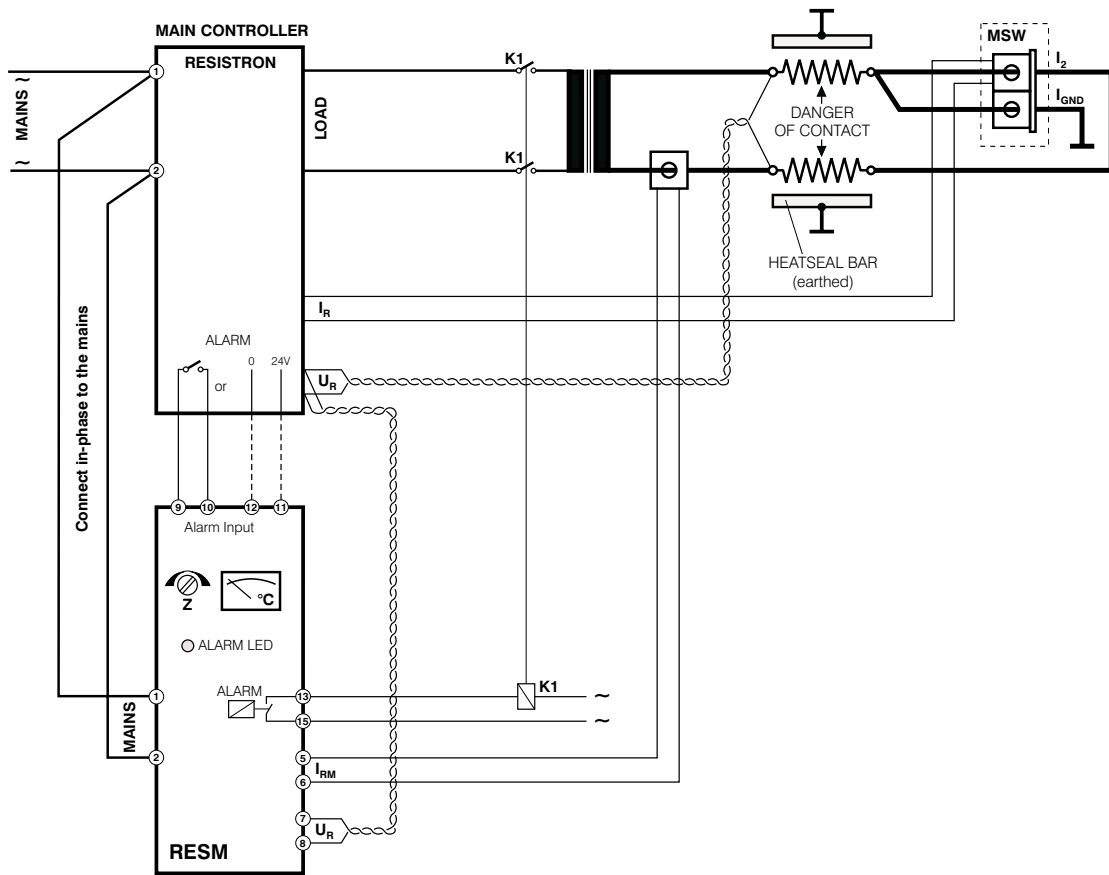 MAIN CONTROLLER
RESISTRON
MAINS
~
~
1
2
LOAD
K1
K1
DANGER
OF CONTACT
HEATSEAL BAR
(earthed)
MSW
I2
IGND
IR
UR
ALARM
or
0
24V
Connect in-phase to the mains
9
10
12
11
Alarm Input
Z
°C
ALARM LED
ALARM
MAINS
1
2
13
15
K1
~
~
5
IRM
6
7
UR
8
RESM